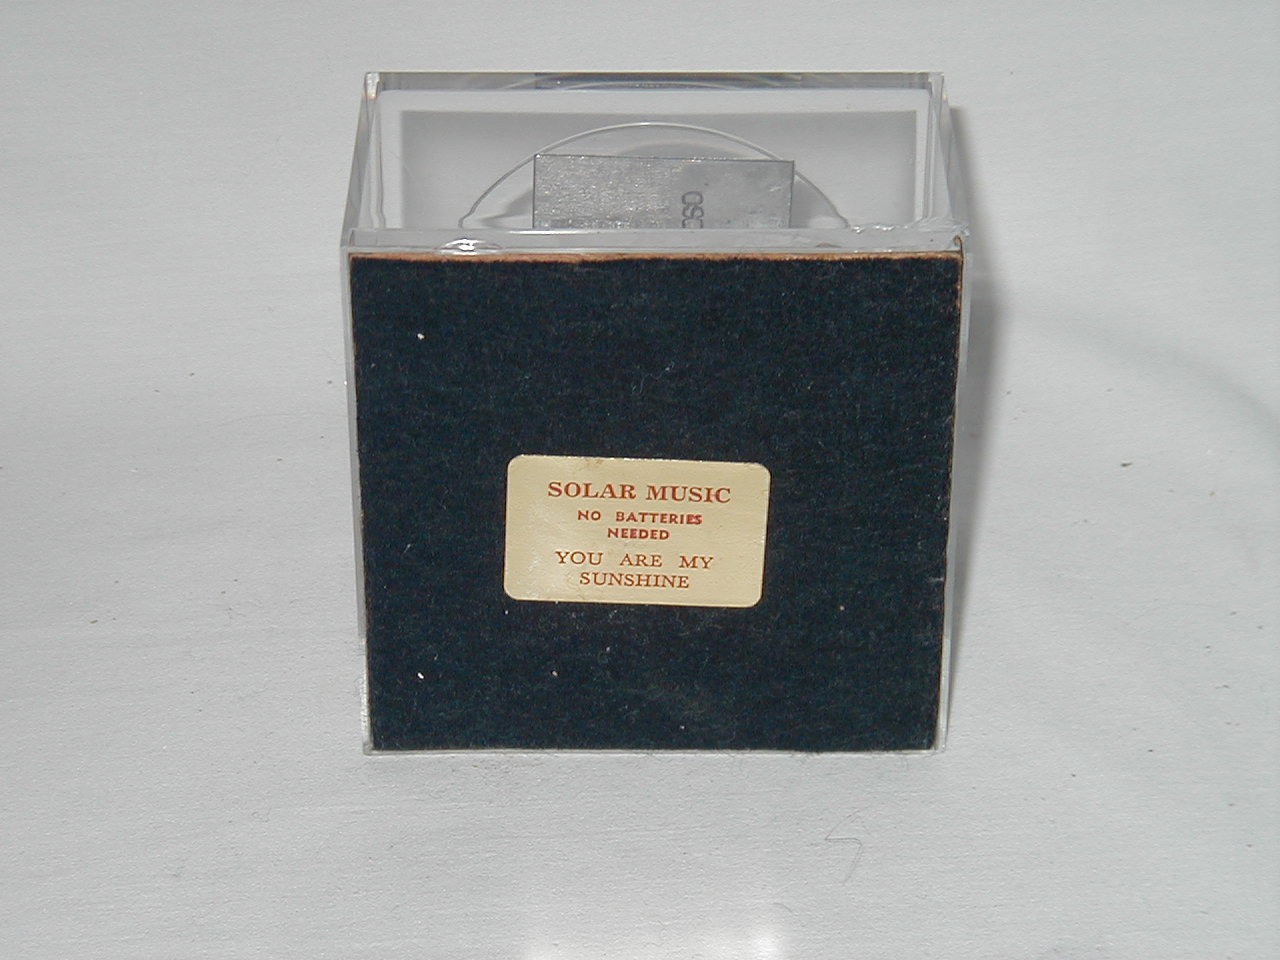 SOLAR MUSIC
NO BATTERIES
NEEDED
YOU ARE MY
SUNSHINE